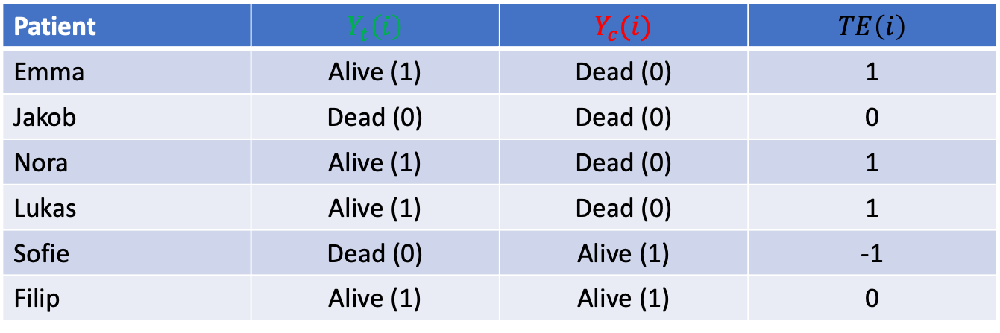 Patient Y_t(i) Y_c(i) TE(i)
Emma Alive (1) Dead (0) 1
Jakob Dead (0) Dead (0) 0
Nora Alive (1) Dead (0) 1
Lukas Alive (1) Dead (0) 1
Sofie Dead (0) Alive (1) -1
Filip Alive (1) Alive (1) 0